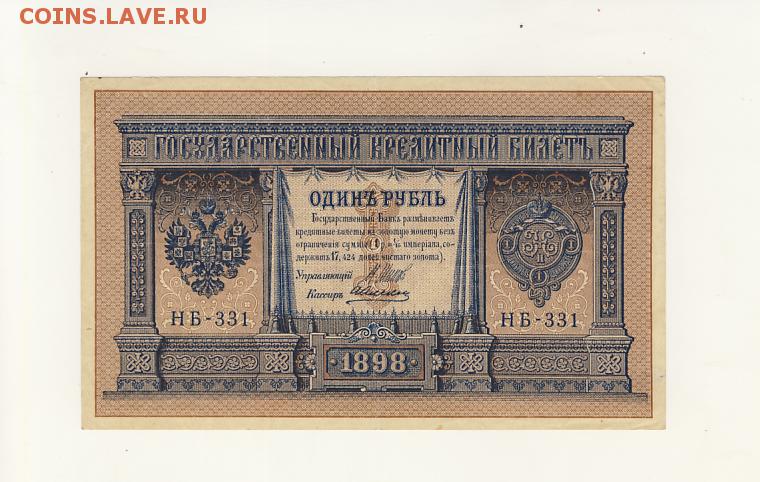 COINS.LAVE.RU
ГОСУДАРСТВЕННЫЙ КРЕДИТНЫЙ БИЛЕТЪ
ОДИНЪ РУБЛЬ
Государственный Банкъ размѣниваетъ
кредитные билеты на золотую монету безъ
ограниченія суммы (1 р. = 1/15 имперіала, со-
держитъ 17,424 долей чистаго золота).
Управляющій
Кассиръ
НБ-331
НБ-331
1898